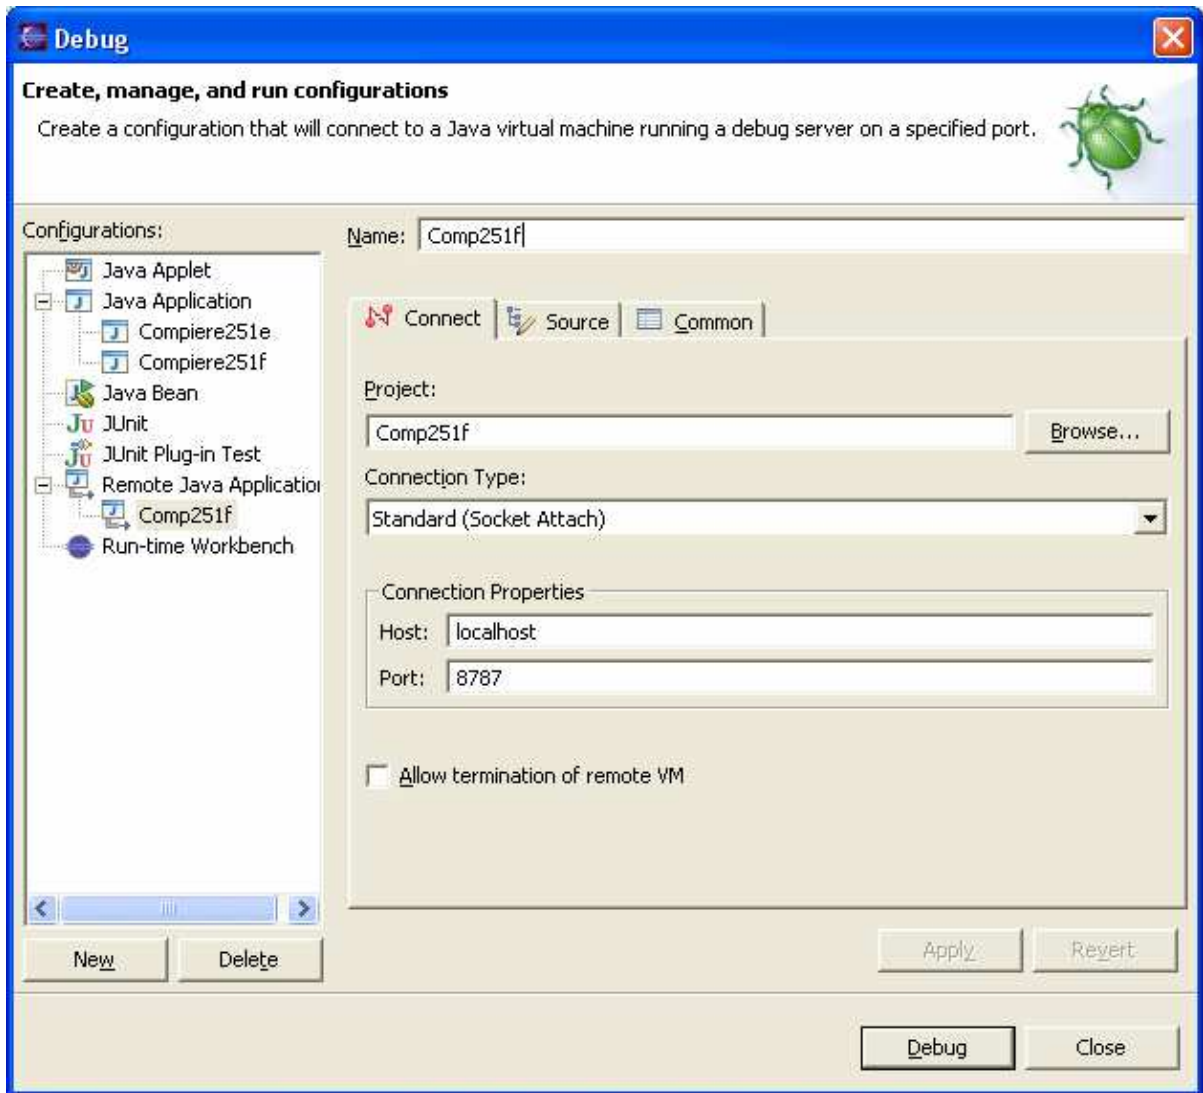 Debug
Create, manage, and run configurations
Create a configuration that will connect to a Java virtual machine running a debug server on a specified port.
Configurations:
Java Applet
Java Application
Compiere251e
Compiere251f
Java Bean
JUnit
JUnit Plug-in Test
Remote Java Application
Comp251f
Run-time Workbench
New
Delete
Name: Comp251f
Connect
Source
Common
Project:
Comp251f
Browse...
Connection Type:
Standard (Socket Attach)
Connection Properties
Host: localhost
Port: 8787
Allow termination of remote VM
Apply
Revert
Debug
Close